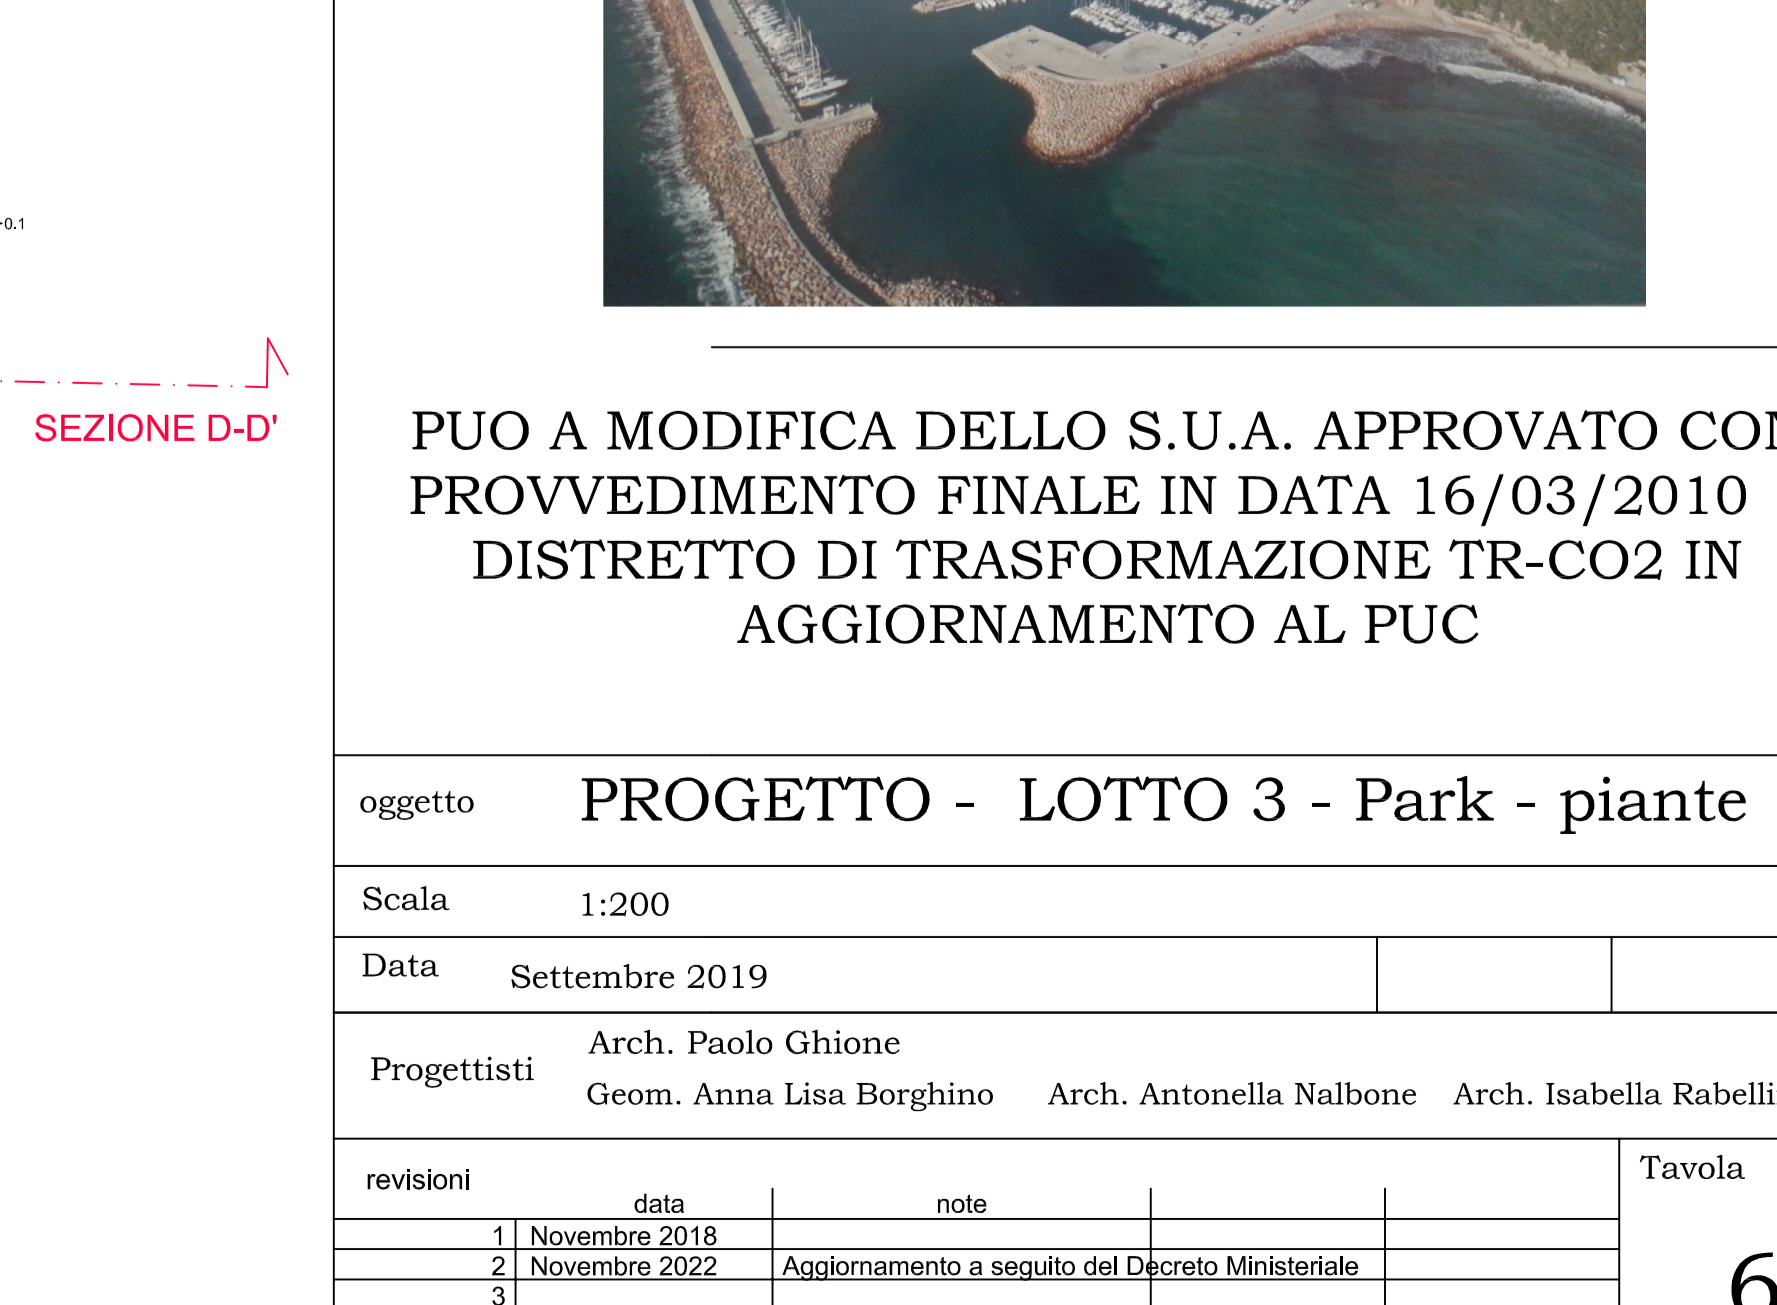 0.1
SEZIONE D-D'
PUO A MODIFICA DELLO S.U.A. APPROVATO CON
PROVVEDIMENTO FINALE IN DATA 16/03/2010
DISTRETTO DI TRASFORMAZIONE TR-CO2 IN
AGGIORNAMENTO AL PUC
oggetto PROGETTO - LOTTO 3 - Park - piante
Scala 1:200
Data Settembre 2019
Progettisti
Arch. Paolo Ghione
Geom. Anna Lisa Borghino Arch. Antonella Nalbone Arch. Isabella
revisioni
Tavola
data note
1 Novembre 2018
2 Novembre 2022 Aggiornamento a seguito del Decreto Ministeriale
3
6